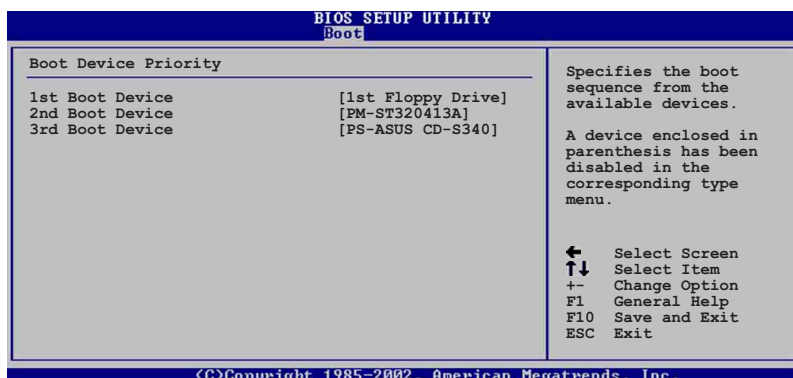 BIOS SETUP UTILITY
Boot
Boot Device Priority
1st Boot Device [1st Floppy Drive]
2nd Boot Device [PM-ST320413A]
3rd Boot Device [PS-ASUS CD-S340]
Specifies the boot
sequence from the
available devices.
A device enclosed in
parenthesis has been
disabled in the
corresponding type
menu.
← Select Screen
↑↓ Select Item
+- Change Option
F1 General Help
F10 Save and Exit
ESC Exit
(C)Copyright 1985-2002, American Megatrends, Inc.